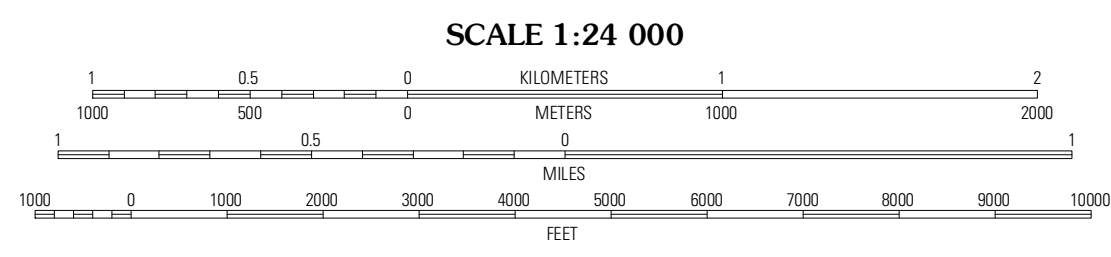 SCALE 1:24 000
1 0.5 0 KILOMETERS 1 2
1000 500 0 METERS 1000 2000
1 0.5 0 1
MILES
1000 0 1000 2000 3000 4000 5000 6000 7000 8000 9000 10000
FEET